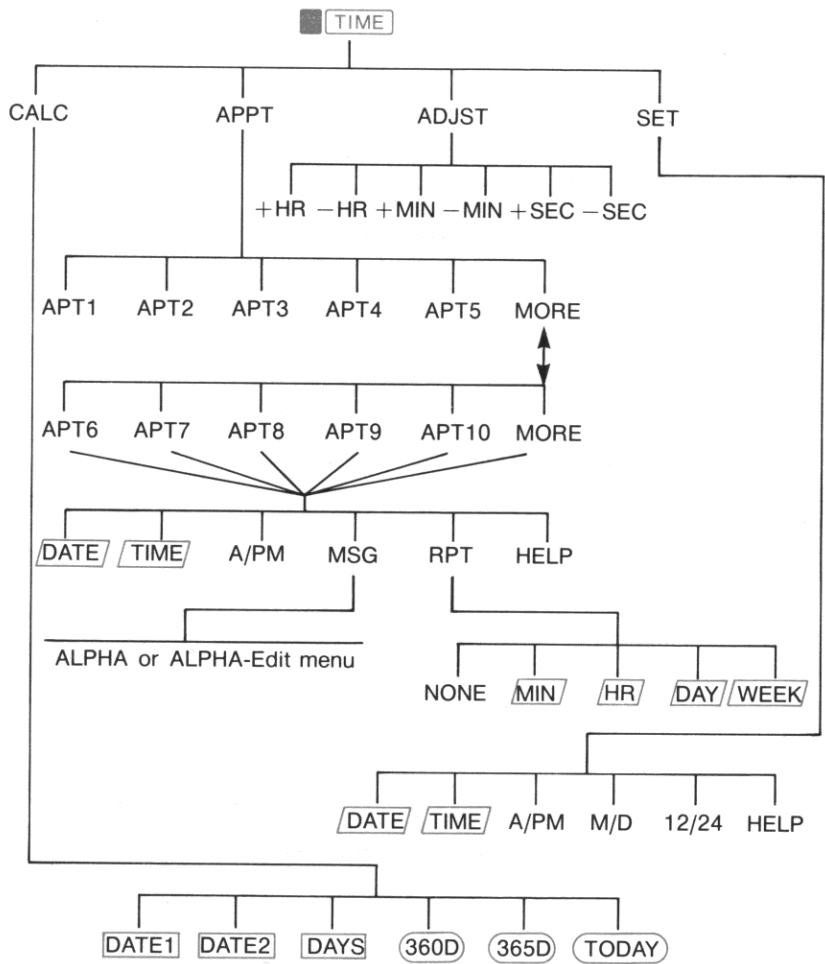 TIME
CALC APPT ADJST SET
+HR −HR +MIN −MIN +SEC −SEC
APT1 APT2 APT3 APT4 APT5 MORE
APT6 APT7 APT8 APT9 APT10 MORE
DATE TIME A/PM MSG RPT HELP
ALPHA or ALPHA-Edit menu
NONE MIN HR DAY WEEK
DATE TIME A/PM M/D 12/24 HELP
DATE1 DATE2 DAYS 360D 365D TODAY